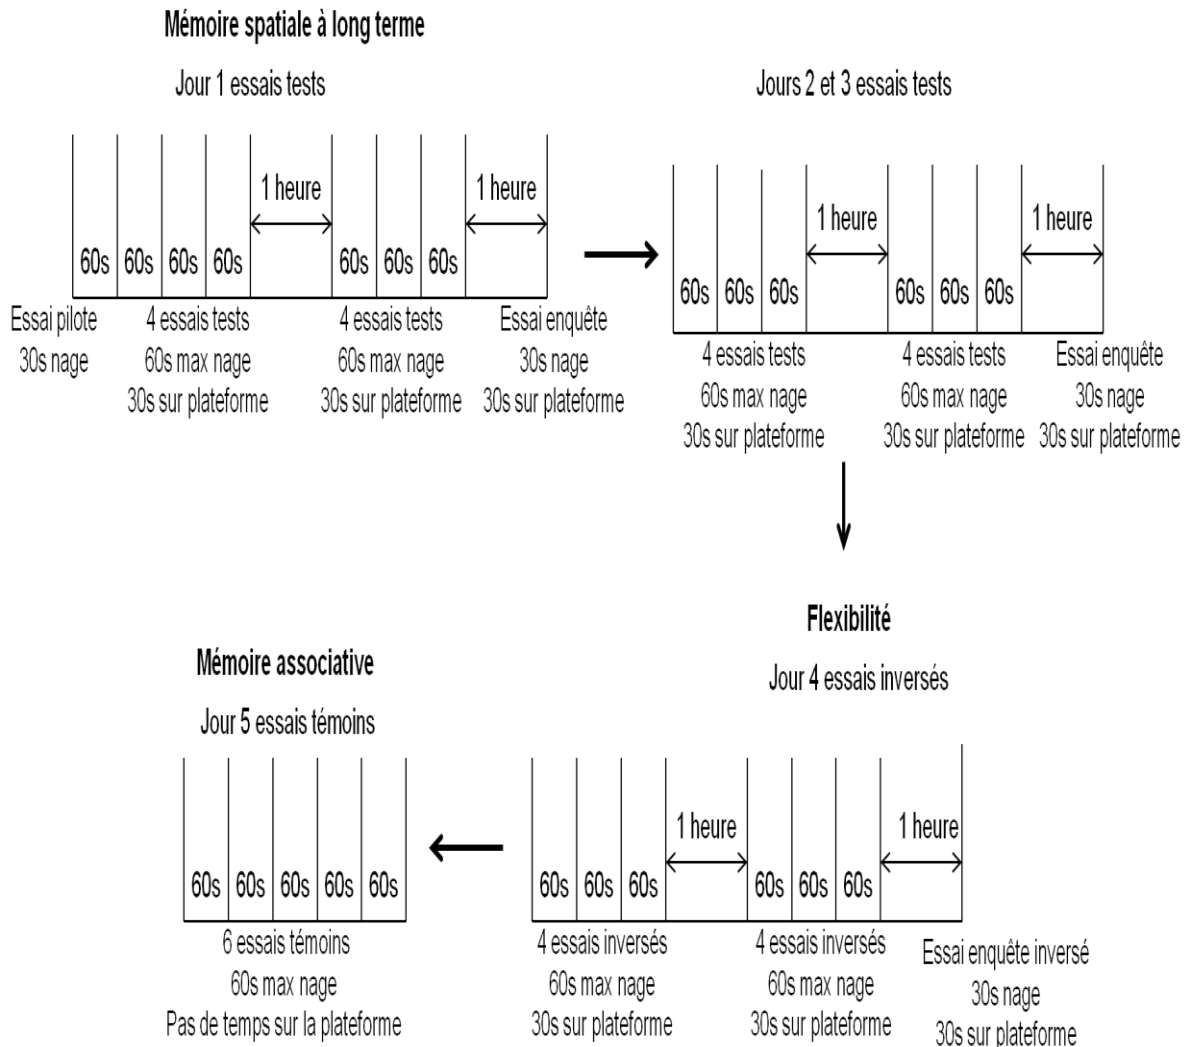 Mémoire spatiale à long terme
Jour 1 essais tests
1 heure
1 heure
60s 60s 60s 60s
60s 60s 60s
Essai pilote
30s nage
4 essais tests
60s max nage
30s sur plateforme
4 essais tests
60s max nage
30s sur plateforme
Essai enquête
30s nage
30s sur plateforme
Jours 2 et 3 essais tests
1 heure
1 heure
60s 60s 60s
60s 60s 60s
4 essais tests
60s max nage
30s sur plateforme
4 essais tests
60s max nage
30s sur plateforme
Essai enquête
30s nage
30s sur plateforme
Flexibilité
Jour 4 essais inversés
1 heure
1 heure
60s 60s 60s
60s 60s 60s
4 essais inversés
60s max nage
30s sur plateforme
4 essais inversés
60s max nage
30s sur plateforme
Essai enquête inversé
30s nage
30s sur plateforme
Mémoire associative
Jour 5 essais témoins
60s 60s 60s 60s 60s
6 essais témoins
60s max nage
Pas de temps sur la plateforme